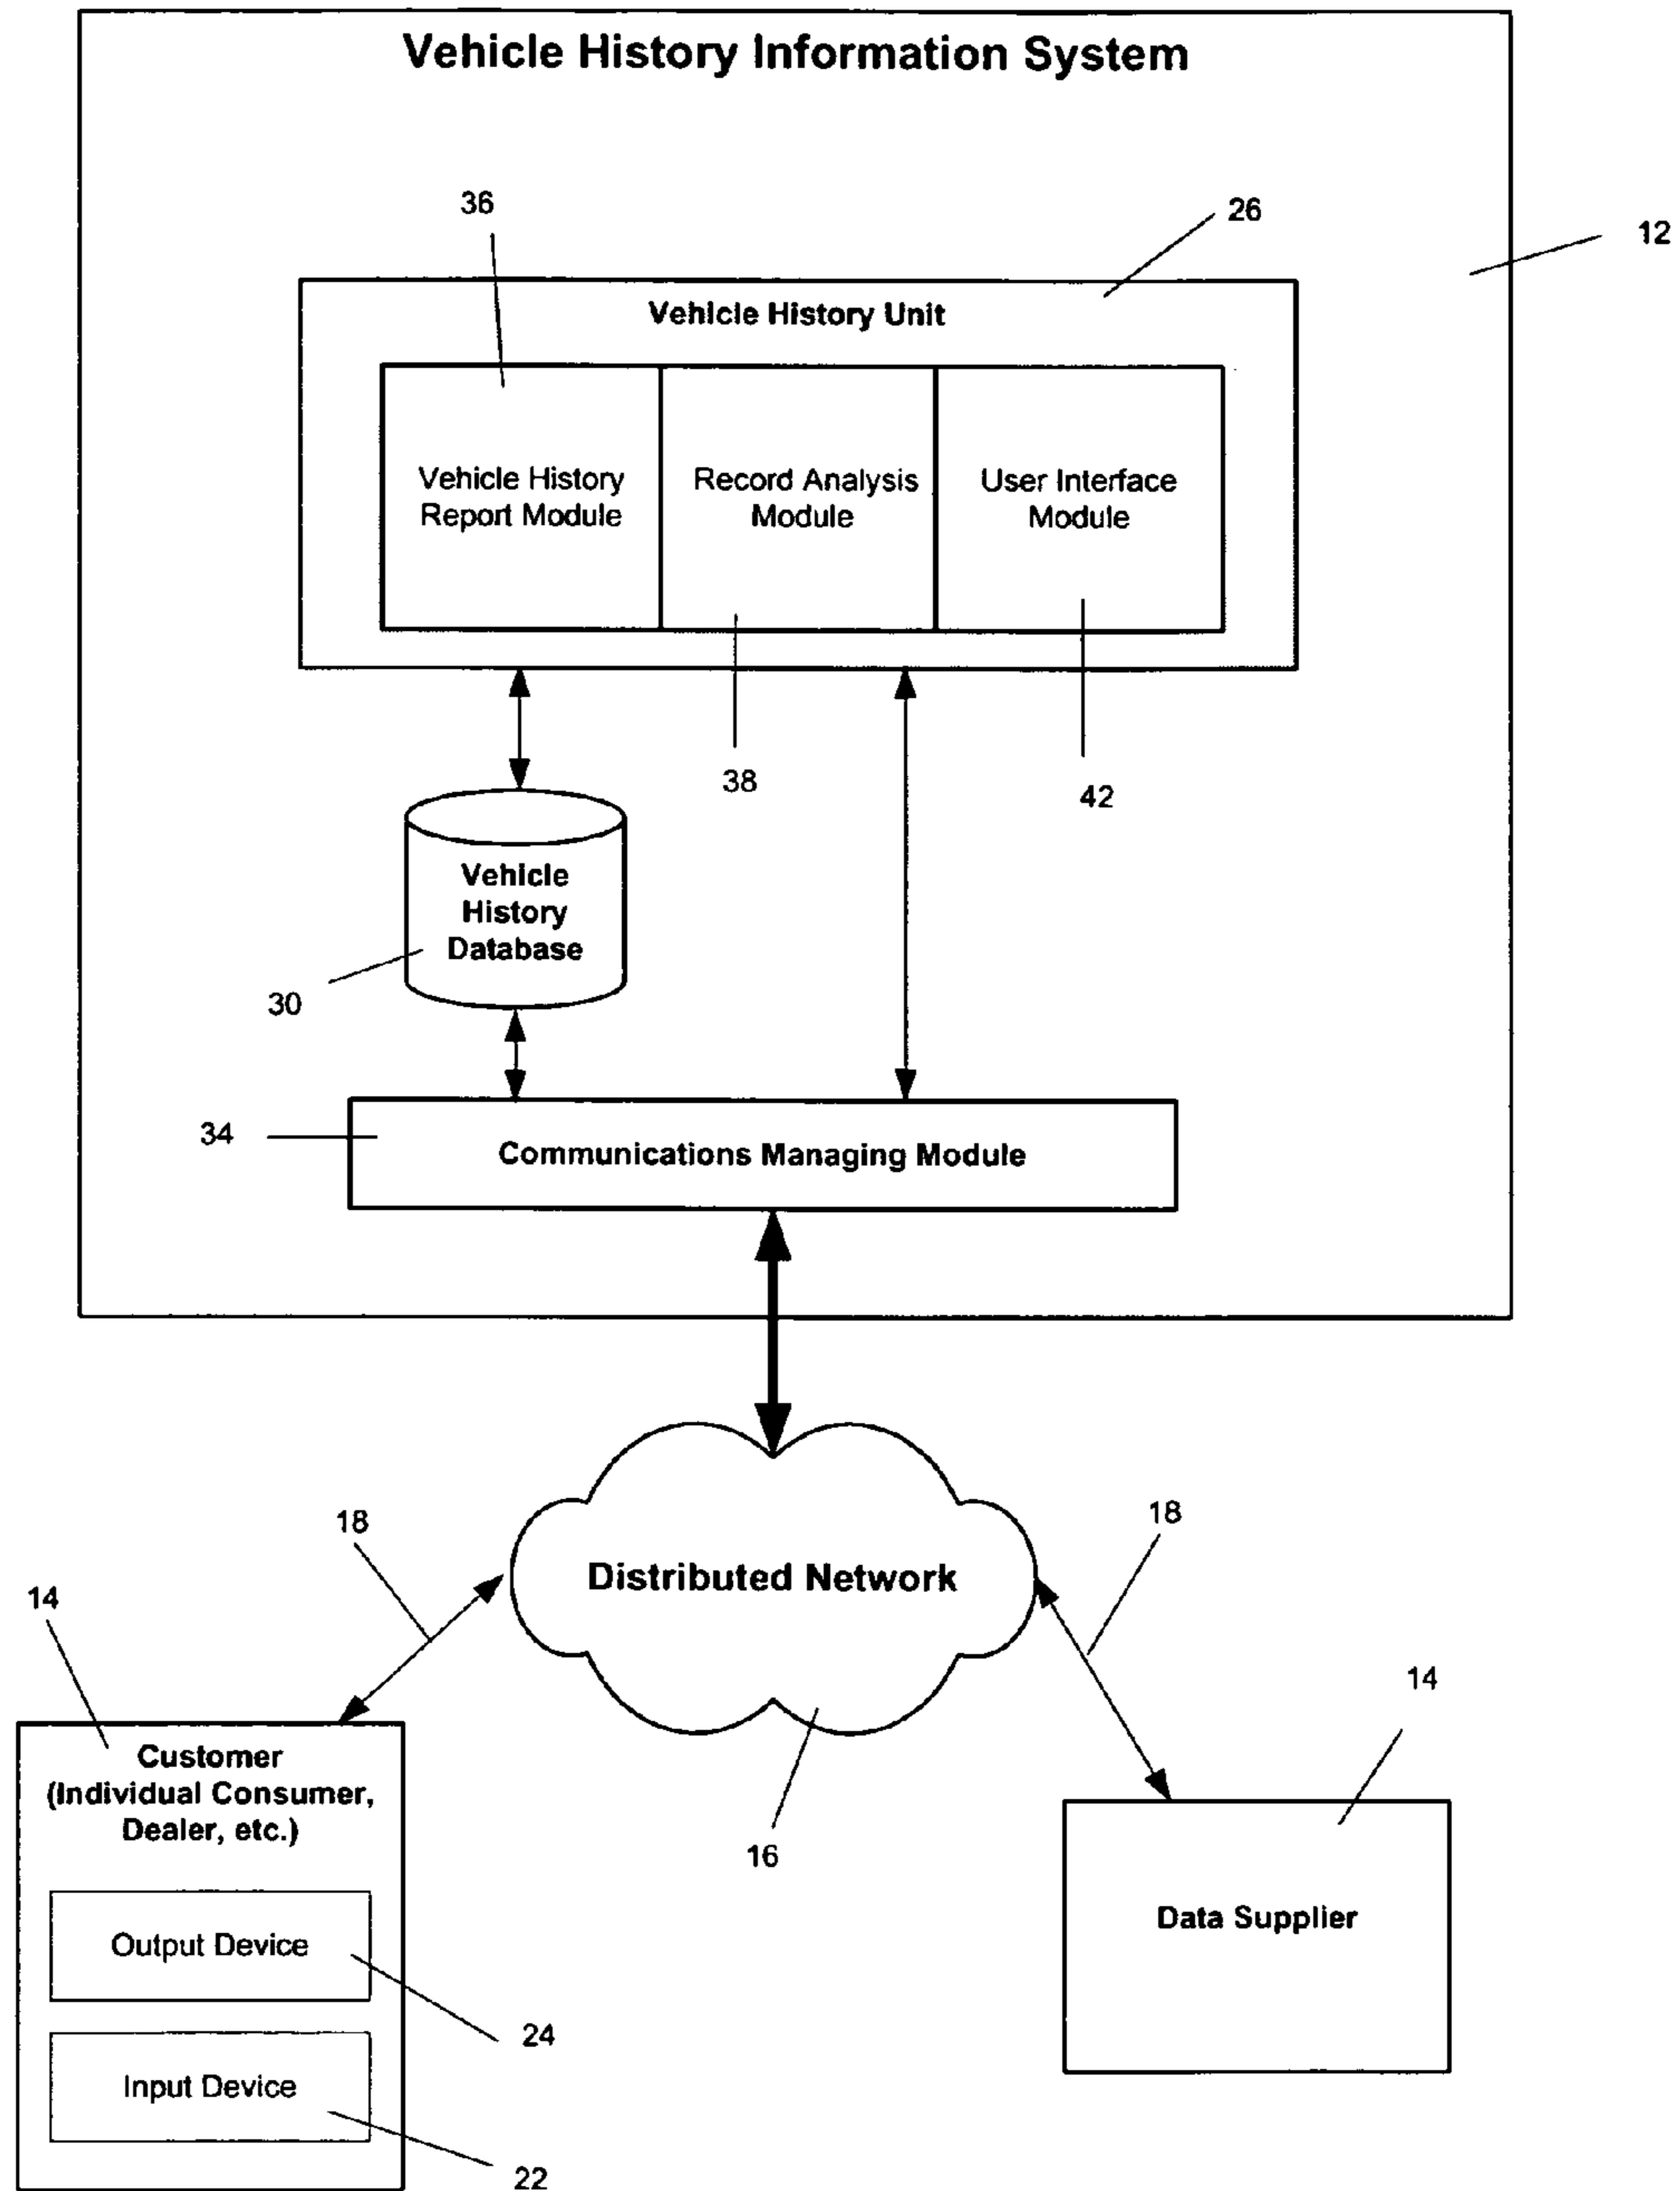 Vehicle History Information System
36
26
12
Vehicle History Unit
Vehicle History
Report Module
Record Analysis
Module
User Interface
Module
38
42
Vehicle
History
Database
30
34
Communications Managing Module
18
18
Distributed Network
14
14
Customer
(Individual Consumer,
Dealer, etc.)
16
Data Supplier
Output Device
24
Input Device
22